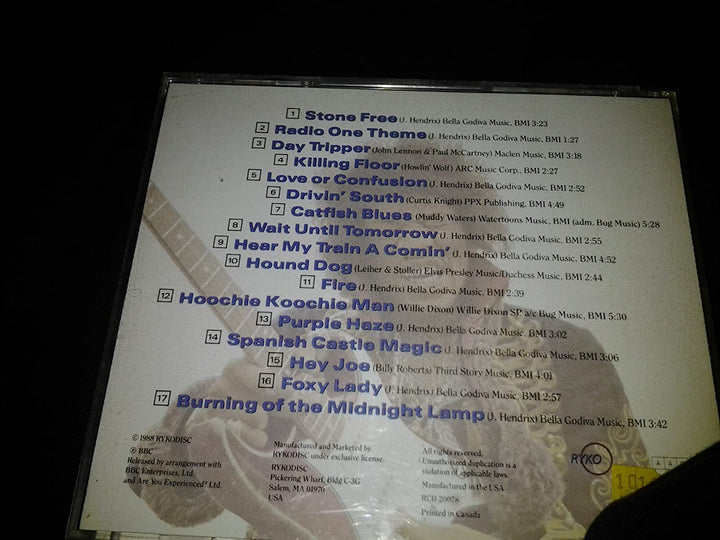 1 Stone Free (J. Hendrix) Bella Godiva Music, BMI 3:23
2 Radio One Theme (J. Hendrix) Bella Godiva Music, BMI 1:27
3 Day Tripper (John Lennon & Paul McCartney) Maclen Music, BMI 3:18
4 Killing Floor (Howlin' Wolf) ARC Music Corp., BMI 2:27
5 Love or Confusion (J. Hendrix) Bella Godiva Music, BMI 2:52
6 Drivin' South (Curtis Knight) PPX Publishing, BMI 4:49
7 Catfish Blues (Muddy Waters) Watertoons Music, BMI (adm. Bug Music) 5:28
8 Wait Until Tomorrow (J. Hendrix) Bella Godiva Music, BMI 2:55
9 Hear My Train A Comin' (J. Hendrix) Bella Godiva Music, BMI 4:52
10 Hound Dog (Leiber & Stoller) Elvis Presley Music/Duchess Music, BMI 2:44
11 Fire (J. Hendrix) Bella Godiva Music, BMI 2:39
12 Hoochie Koochie Man (Willie Dixon) Willie Dixon SP a/c Bug Music, BMI 5:30
13 Purple Haze (J. Hendrix) Bella Godiva Music, BMI 3:02
14 Spanish Castle Magic (J. Hendrix) Bella Godiva Music, BMI 3:06
15 Hey Joe (Billy Roberts) Third Story Music, BMI 4:01
16 Foxy Lady (J. Hendrix) Bella Godiva Music, BMI 2:57
17 Burning of the Midnight Lamp (J. Hendrix) Bella Godiva Music, BMI 3:42
© 1988 RYKODISC
℗ BBC
Released by arrangement with
BBC Enterprises, Ltd.
and Are You Experienced? Ltd.
Manufactured and Marketed by
RYKODISC under exclusive license.
RYKODISC
Pickering Wharf, Bldg C-3G
Salem, MA 01970
USA
All rights reserved.
Unauthorized duplication is a
violation of applicable laws.
Manufactured in the USA
RCD 20078
Printed in Canada
RYKO